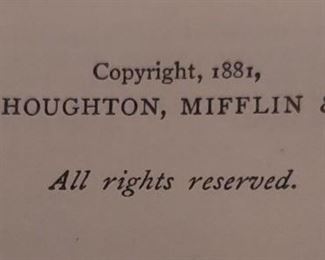 Copyright, 1881,
HOUGHTON, MIFFLIN &
All rights reserved.